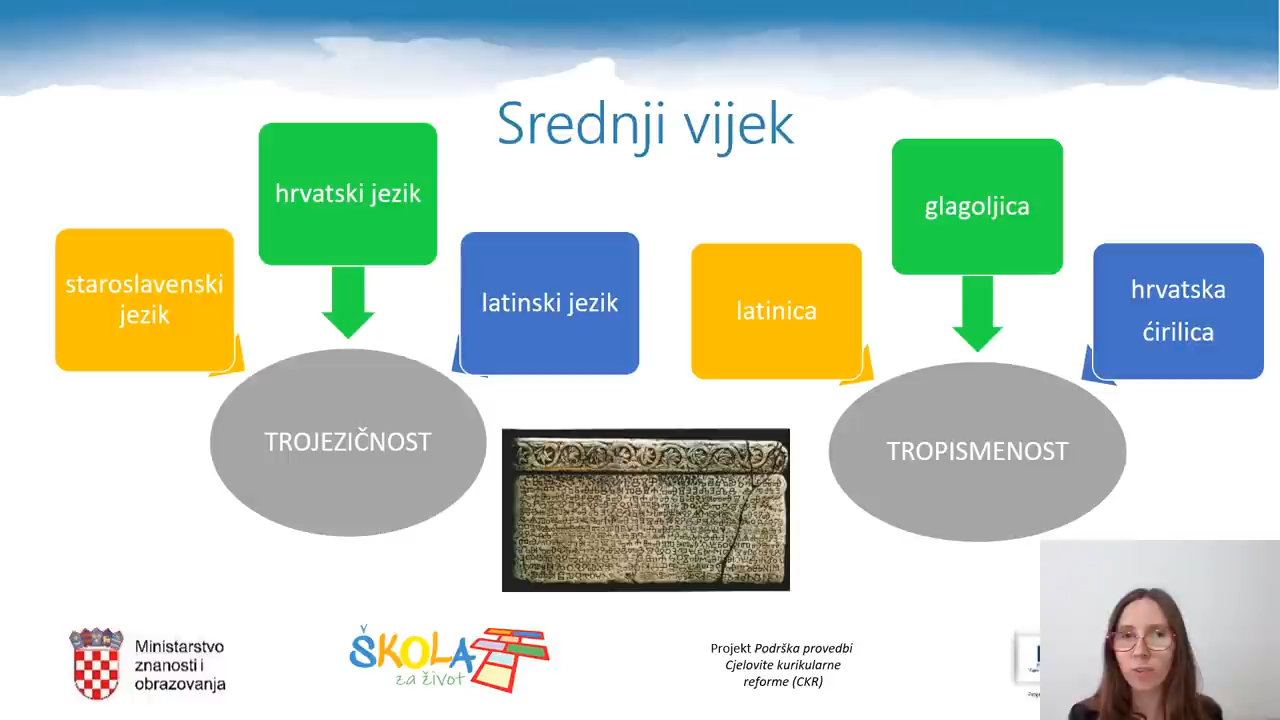 Srednji vijek
hrvatski jezik
staroslavenski
jezik
latinski jezik
TROJEZIČNOST
glagoljica
latinica
hrvatska
ćirilica
TROPISMENOST
Ministarstvo
znanosti i
obrazovanja
ŠKOLA
za život
Projekt Podrška provedbi
Cjelovite kurikularne
reforme (CKR)